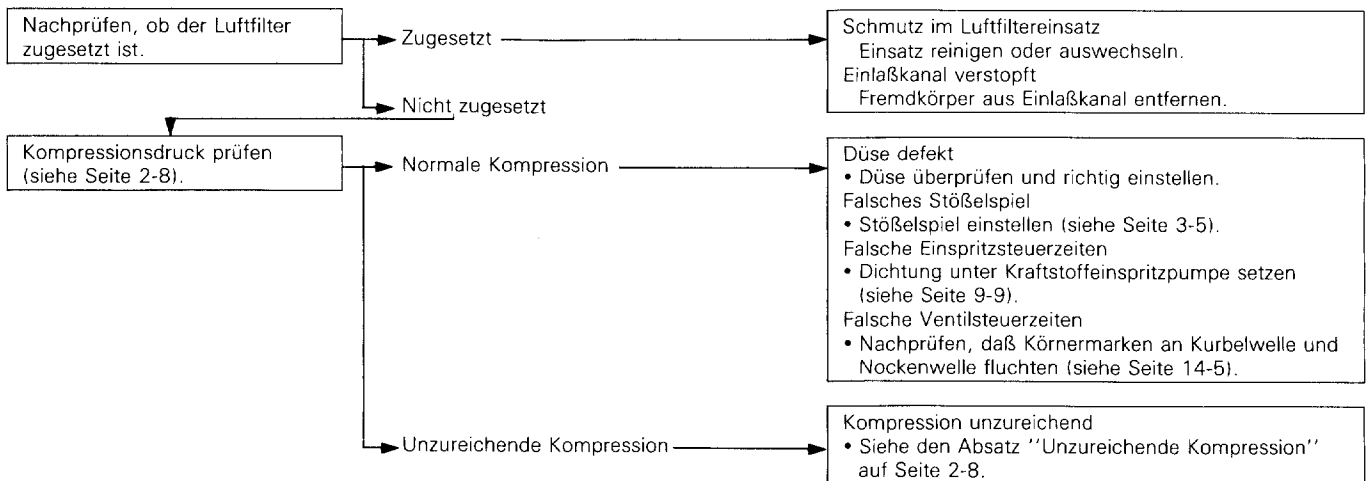 Nachprüfen, ob der Luftfilter
zugesetzt ist.
Zugesetzt
Schmutz im Luftfiltereinsatz
Einsatz reinigen oder auswechseln.
Einlaßkanal verstopft
Fremdkörper aus Einlaßkanal entfernen.
Nicht zugesetzt
Kompressionsdruck prüfen
(siehe Seite 2-8).
Normale Kompression
Düse defekt
• Düse überprüfen und richtig einstellen.
Falsches Stößelspiel
• Stößelspiel einstellen (siehe Seite 3-5).
Falsche Einspritzsteuerzeiten
• Dichtung unter Kraftstoffeinspritzpumpe setzen
(siehe Seite 9-9).
Falsche Ventilsteuerzeiten
• Nachprüfen, daß Körnermarken an Kurbelwelle und
Nockenwelle fluchten (siehe Seite 14-5).
Unzureichende Kompression
Kompression unzureichend
• Siehe den Absatz ''Unzureichende Kompression''
auf Seite 2-8.